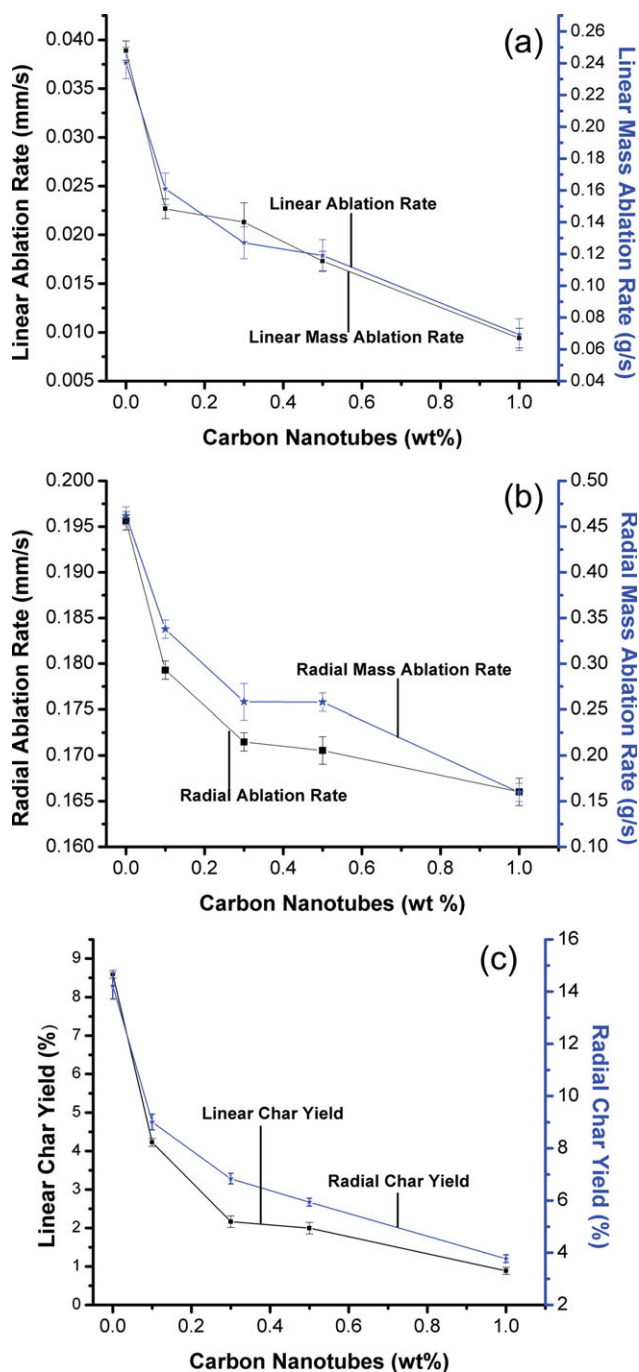 (a)
Linear Ablation Rate (mm/s)
0.040
0.035
0.030
0.025
0.020
0.015
0.010
0.005
Linear Ablation Rate
Linear Mass Ablation Rate
0.24
0.22
0.20
0.18
0.16
0.14
0.12
0.10
0.08
0.06
0.04
Linear Mass Ablation Rate (g/s)
0.0 0.2 0.4 0.6 0.8 1.0
Carbon Nanotubes (wt%)
(b)
Radial Ablation Rate (mm/s)
0.200
0.195
0.190
0.185
0.180
0.175
0.170
0.165
0.160
Radial Mass Ablation Rate
Radial Ablation Rate
0.50
0.45
0.40
0.35
0.30
0.25
0.20
0.15
0.10
Radial Mass Ablation Rate (g/s)
0.0 0.2 0.4 0.6 0.8 1.0
Carbon Nanotubes (wt %)
(c)
Linear Char Yield (%)
9
8
7
6
5
4
3
2
1
0
Linear Char Yield
Radial Char Yield
16
14
12
10
8
6
4
2
Radial Char Yield
(%)
0.0 0.2 0.4 0.6 0.8 1.0
Carbon Nanotubes (wt%)